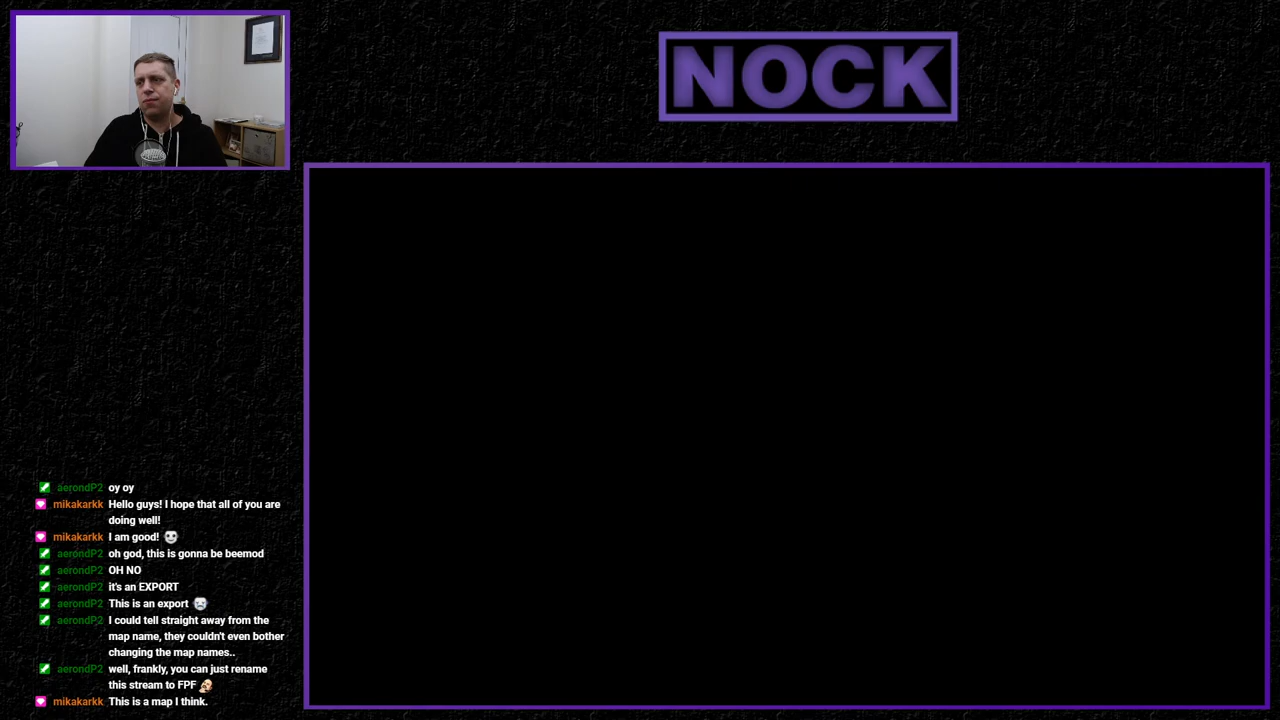 NOCK
aerondP2 oy oy
mikakarkk Hello guys! I hope that all of you are
doing well!
mikakarkk I am good!
aerondP2 oh god, this is gonna be beemod
aerondP2 OH NO
aerondP2 it's an EXPORT
aerondP2 This is an export
aerondP2 I could tell straight away from the
map name, they couldn't even bother
changing the map names..
aerondP2 well, frankly, you can just rename
this stream to FPF
mikakarkk This is a map I think.